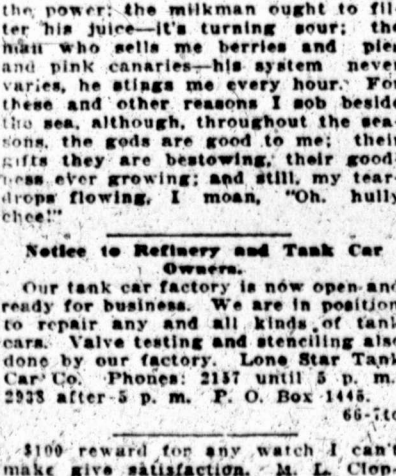 the power; the milkman ought to fil-
ter his juice—it's turning sour; the
man who sells me berries and pies
and pink canaries—his system never
varies, he stings me every hour. For
these and other reasons I sob beside
the sea, although, throughout the sea-
sons, the gods are good to me; their
gifts they are bestowing, their good-
ness ever growing; and still, my tear-
drops flowing, I moan, "Oh, hully
chee!"
Notice to Refinery and Tank Car
Owners.
Our tank car factory is now open and
ready for business. We are in position
to repair any and all kinds of tank
cars. Valve testing and stenciling also
done by our factory. Lone Star Tank
Car Co. Phones: 2157 until 5 p. m.
2938 after 5 p. m. P. O. Box 1445.
66-7tc
$100 reward for any watch I can't
make give satisfaction. M. L. Clop-